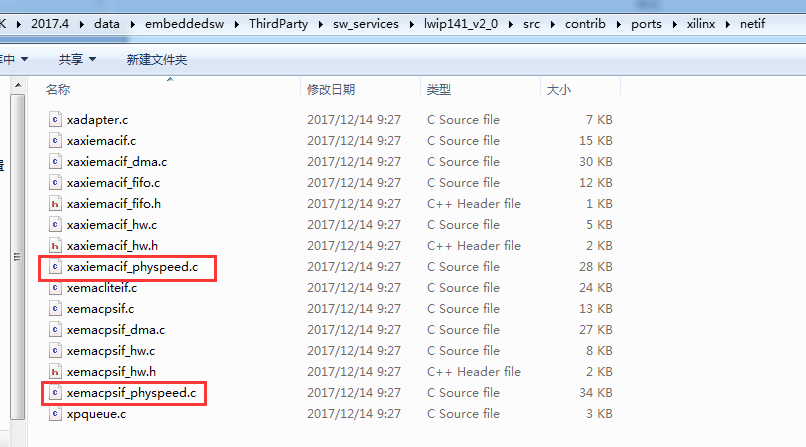 K ▸ 2017.4 ▸ data ▸ embeddedsw ▸ ThirdParty ▸ sw_services ▸ lwip141_v2_0 ▸ src ▸ contrib ▸ ports ▸ xilinx ▸ netif
中 共享 新建文件夹
名称 修改日期 类型 大小
xadapter.c 2017/12/14 9:27 C Source file 7 KB
xaxiemacif.c 2017/12/14 9:27 C Source file 15 KB
xaxiemacif_dma.c 2017/12/14 9:27 C Source file 30 KB
xaxiemacif_fifo.c 2017/12/14 9:27 C Source file 12 KB
xaxiemacif_fifo.h 2017/12/14 9:27 C++ Header file 1 KB
xaxiemacif_hw.c 2017/12/14 9:27 C Source file 5 KB
xaxiemacif_hw.h 2017/12/14 9:27 C++ Header file 2 KB
xaxiemacif_physpeed.c 2017/12/14 9:27 C Source file 28 KB
xemacliteif.c 2017/12/14 9:27 C Source file 24 KB
xemacpsif.c 2017/12/14 9:27 C Source file 13 KB
xemacpsif_dma.c 2017/12/14 9:27 C Source file 27 KB
xemacpsif_hw.c 2017/12/14 9:27 C Source file 8 KB
xemacpsif_hw.h 2017/12/14 9:27 C++ Header file 2 KB
xemacpsif_physpeed.c 2017/12/14 9:27 C Source file 34 KB
xpqueue.c 2017/12/14 9:27 C Source file 3 KB